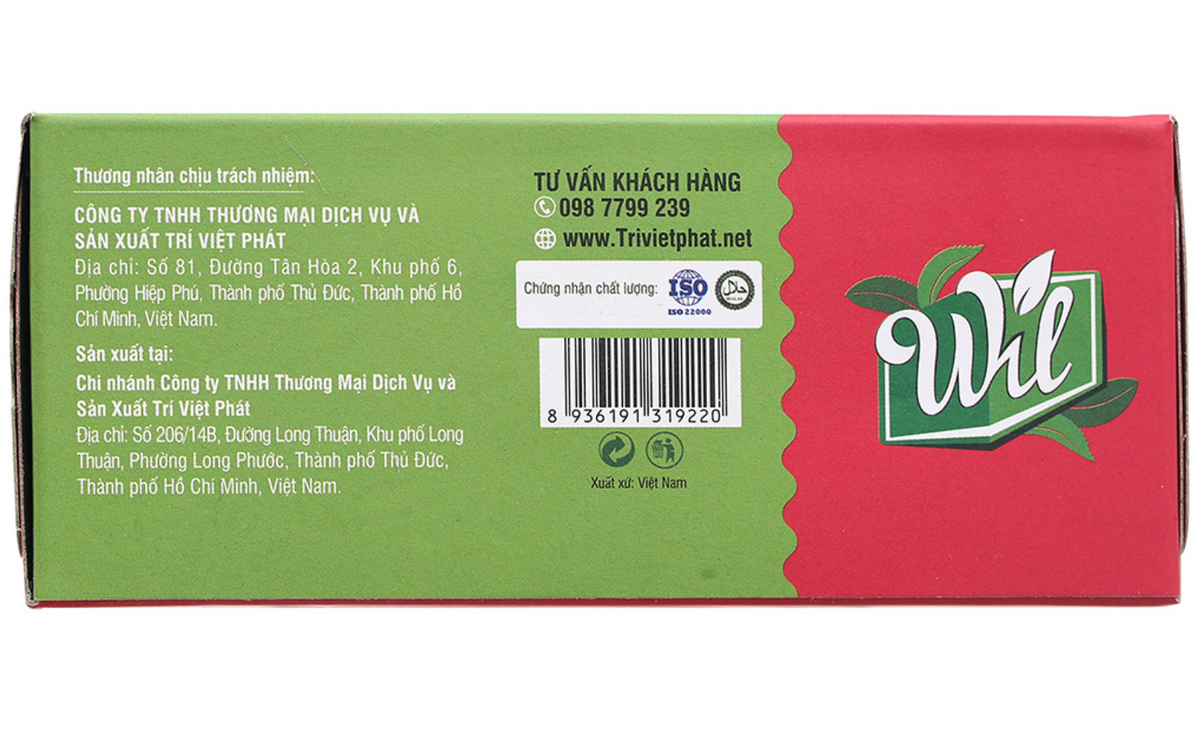 Thương nhân chịu trách nhiệm:
CÔNG TY TNHH THƯƠNG MẠI DỊCH VỤ VÀ
SẢN XUẤT TRÍ VIỆT PHÁT
Địa chỉ: Số 81, Đường Tân Hòa 2, Khu phố 6,
Phường Hiệp Phú, Thành phố Thủ Đức, Thành phố Hồ
Chí Minh, Việt Nam.
Sản xuất tại:
Chi nhánh Công ty TNHH Thương Mại Dịch Vụ và
Sản Xuất Trí Việt Phát
Địa chỉ: Số 206/14B, Đường Long Thuận, Khu phố Long
Thuận, Phường Long Phước, Thành phố Thủ Đức,
Thành phố Hồ Chí Minh, Việt Nam.
TƯ VẤN KHÁCH HÀNG
098 7799 239
www.Trivietphat.net
Chứng nhận chất lượng:
ISO
ISO 22000
حلال
HALAL
8 936191 319220
Xuất xứ: Việt Nam
Wil